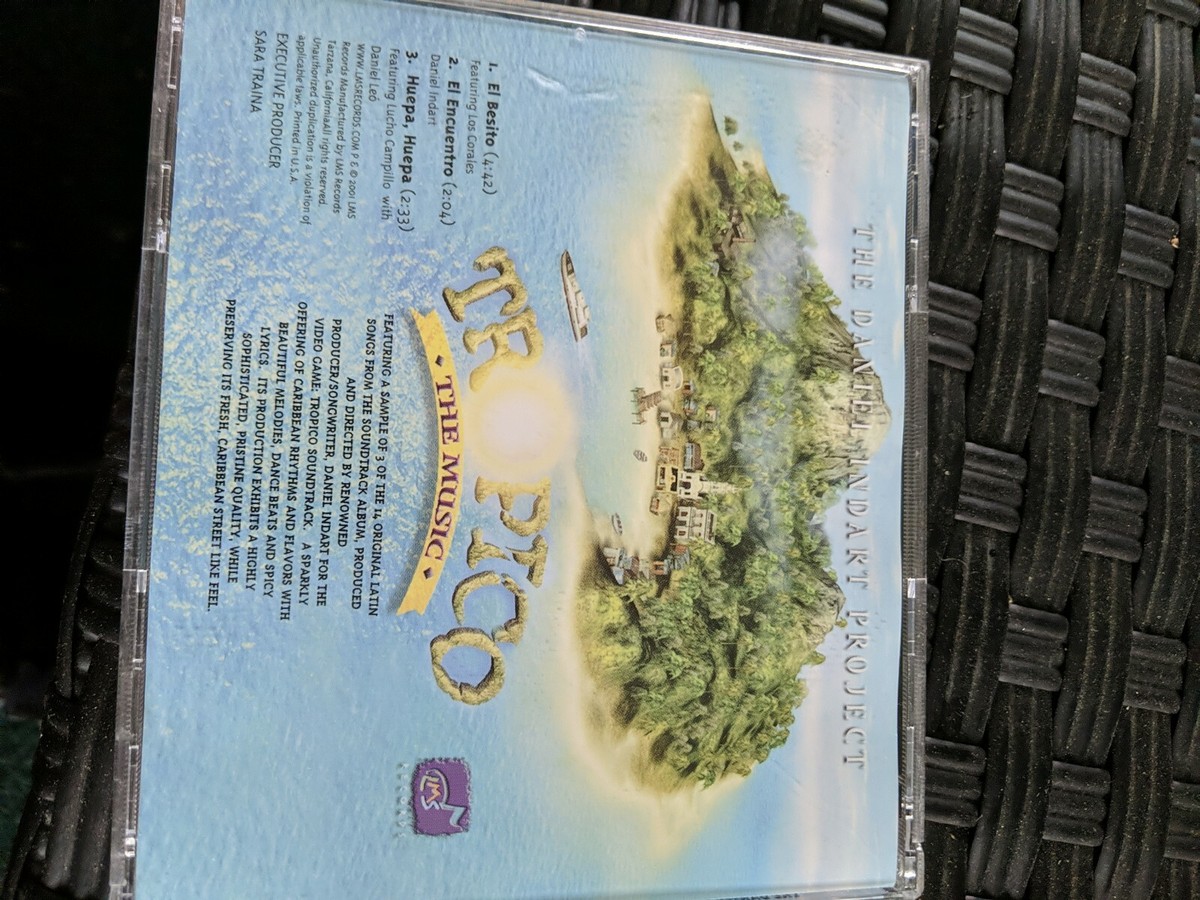 THE DANIEL INDART PROJECT
1. El Besito (4:42)
Featuring Los Corales
2. El Encuentro (2:04)
Daniel Indart
3. Huepa, Huepa (2:33)
Featuring Lucho Campillo with
Daniel Leó
WWW.LMSRECORDS.COM P & © 2001 LMS
Records Manufactured by LMS Records
Tarzana, CaliforniaAll rights reserved.
Unauthorized duplication is a violation of
applicable laws. Printed in U.S.A.
EXECUTIVE PRODUCER
SARA TRAINA
TROPICO
• THE MUSIC •
FEATURING A SAMPLE OF 3 OF THE 14 ORIGINAL LATIN
SONGS FROM THE SOUNDTRACK ALBUM, PRODUCED
AND DIRECTED BY RENOWNED
PRODUCER/SONGWRITER, DANIEL INDART FOR THE
VIDEO GAME: TROPICO SOUNDTRACK. A SPARKLY
OFFERING OF CARIBBEAN RHYTHMS AND FLAVORS WITH
BEAUTIFUL MELODIES, DANCE BEATS AND SPICY
LYRICS. ITS PRODUCTION EXHIBITS A HIGHLY
SOPHISTICATED, PRISTINE QUALITY; WHILE
PRESERVING ITS FRESH, CARIBBEAN STREET LIKE FEEL.
LMS
RECORDS